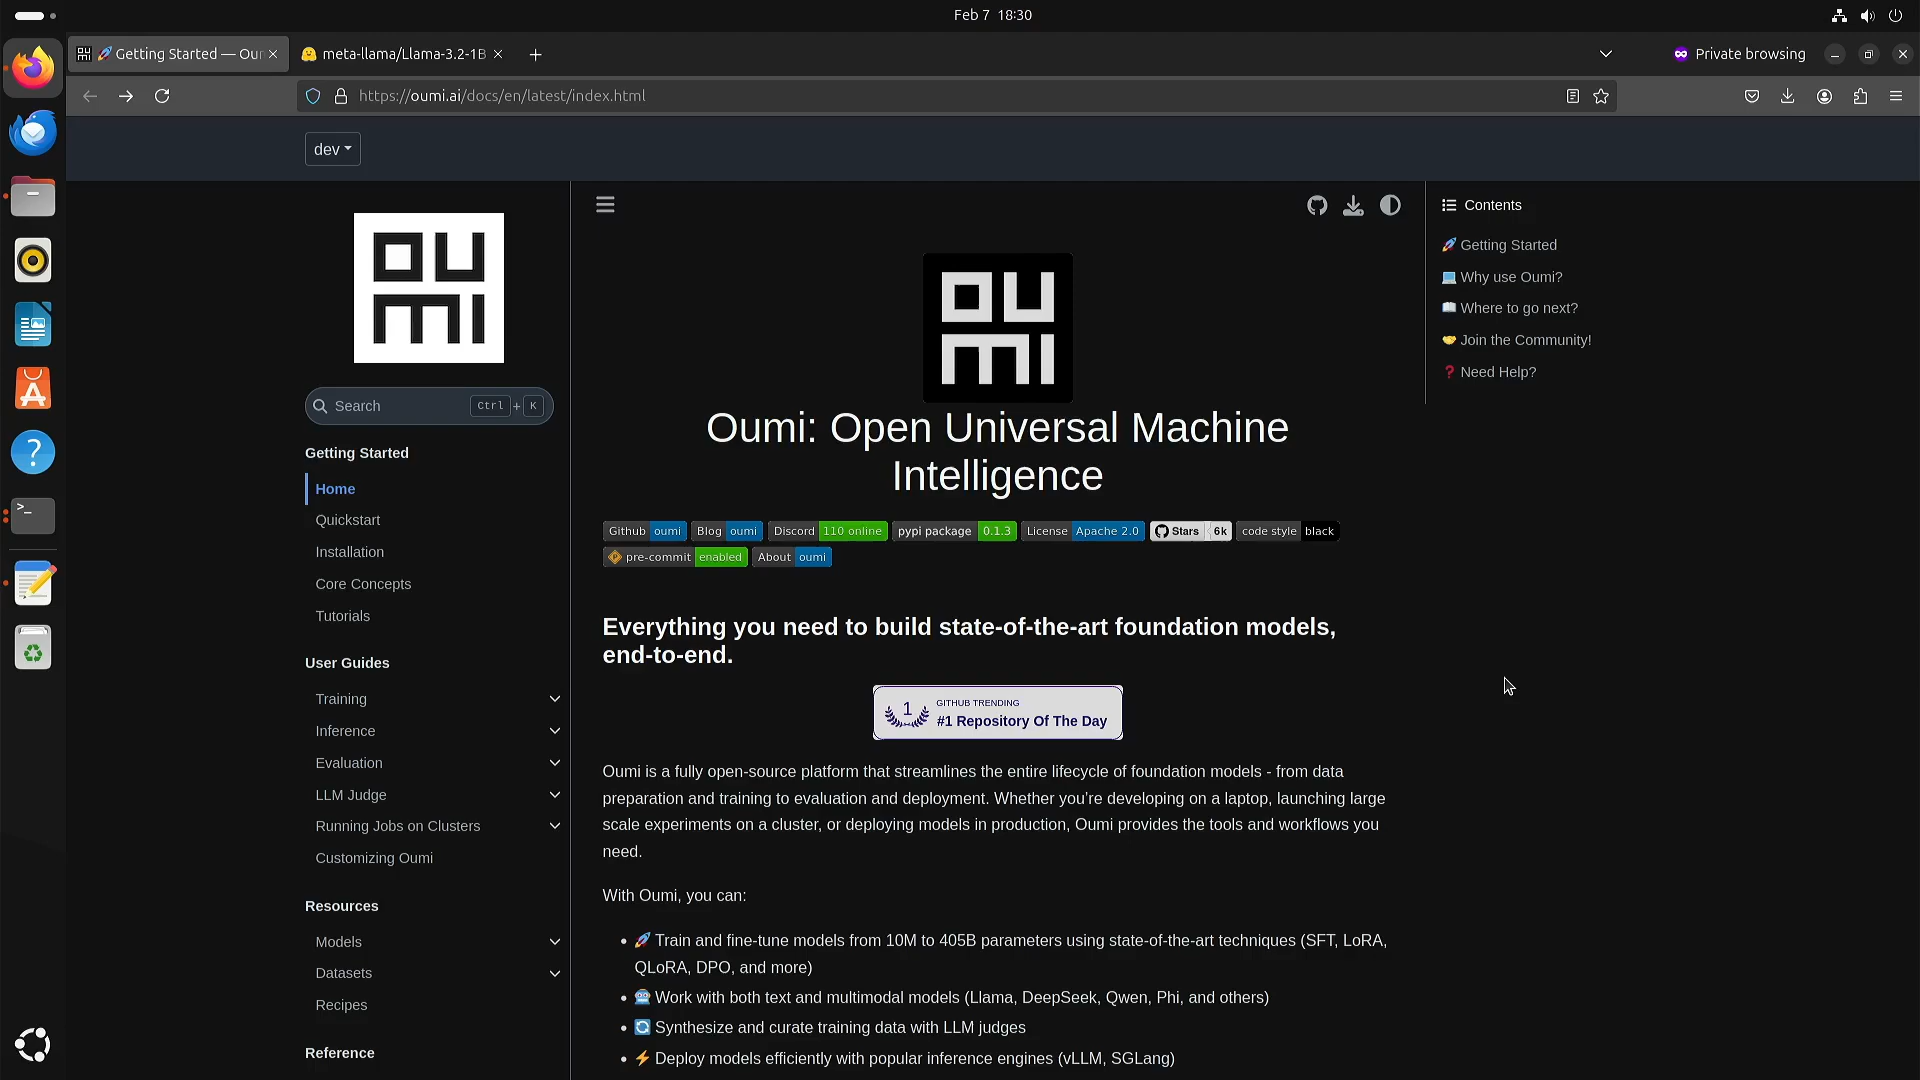 Feb 7 18:30
Getting Started — Our
meta-llama/Llama-3.2-1B
Private browsing
https://oumi.ai/docs/en/latest/index.html
dev
OUMI
Search
Ctrl + K
Getting Started
Home
Quickstart
Installation
Core Concepts
Tutorials
User Guides
Training
Inference
Evaluation
LLM Judge
Running Jobs on Clusters
Customizing Oumi
Resources
Models
Datasets
Recipes
Reference
OUMI
Oumi: Open Universal Machine
Intelligence
Github oumi Blog oumi Discord 110 online pypi package 0.1.3 License Apache 2.0 Stars 6k code style black
pre-commit enabled About oumi
Everything you need to build state-of-the-art foundation models,
end-to-end.
1
GITHUB TRENDING
#1 Repository Of The Day
Oumi is a fully open-source platform that streamlines the entire lifecycle of foundation models - from data
preparation and training to evaluation and deployment. Whether you’re developing on a laptop, launching large
scale experiments on a cluster, or deploying models in production, Oumi provides the tools and workflows you
need.
With Oumi, you can:
• 🚀 Train and fine-tune models from 10M to 405B parameters using state-of-the-art techniques (SFT, LoRA,
QLoRA, DPO, and more)
• 🤖 Work with both text and multimodal models (Llama, DeepSeek, Qwen, Phi, and others)
• 🔄 Synthesize and curate training data with LLM judges
• ⚡ Deploy models efficiently with popular inference engines (vLLM, SGLang)
Contents
🚀 Getting Started
💻 Why use Oumi?
📖 Where to go next?
🤝 Join the Community!
❓ Need Help?